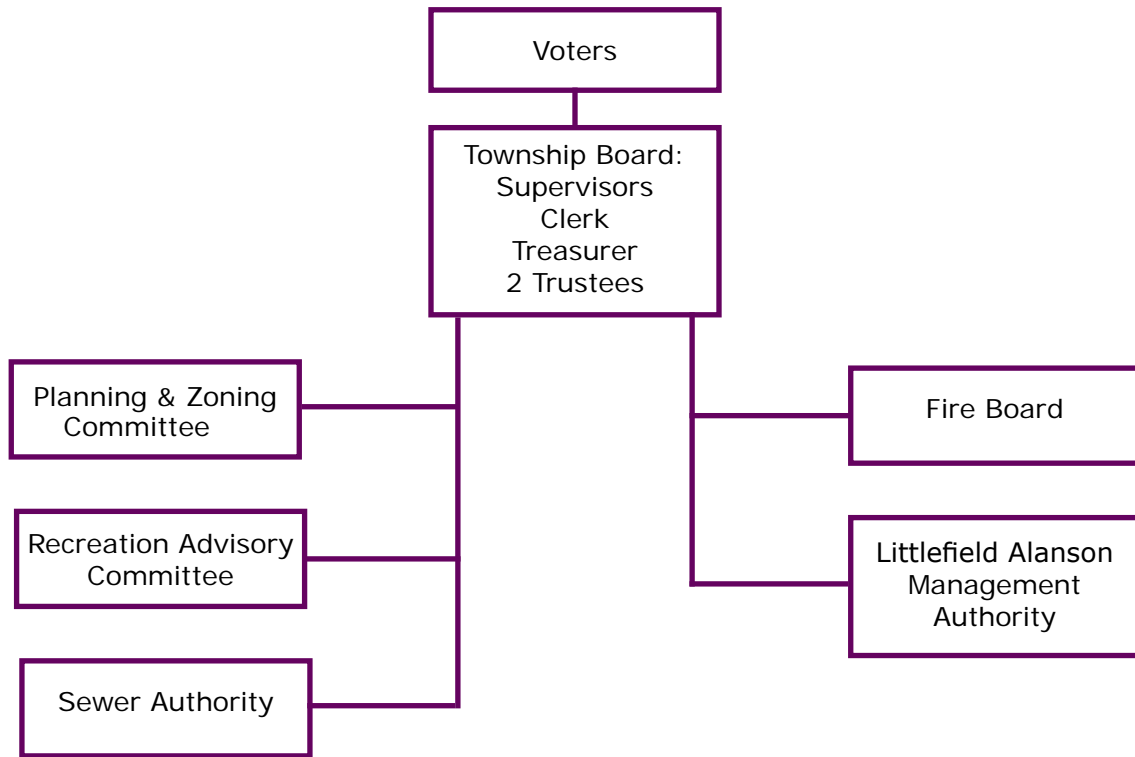 Voters
Township Board:
Supervisors
Clerk
Treasurer
2 Trustees
Planning & Zoning
Committee
Recreation Advisory
Committee
Sewer Authority
Fire Board
Littlefield Alanson
Management
Authority